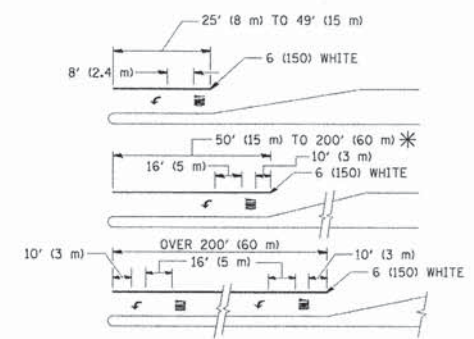 25' (8 m) TO 49' (15 m)
8' (2.4 m)
6 (150) WHITE
50' (15 m) TO 200' (60 m) *
16' (5 m)
10' (3 m)
6 (150) WHITE
OVER 200' (60 m)
10' (3 m)
16' (5 m)
10' (3 m)
6 (150) WHITE